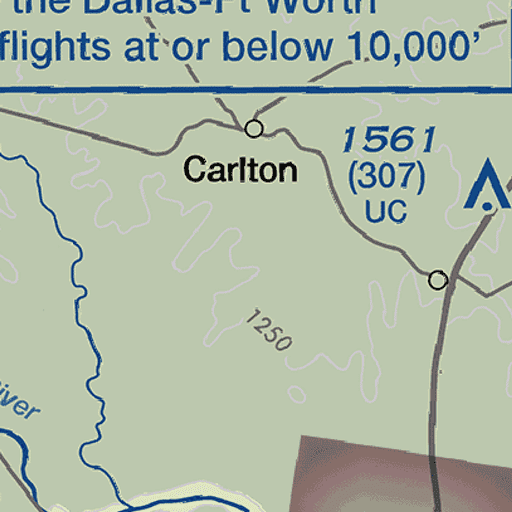 the Dallas-Ft Worth
flights at or below 10,000'
1561
(307)
UC
Carlton
1250
iver